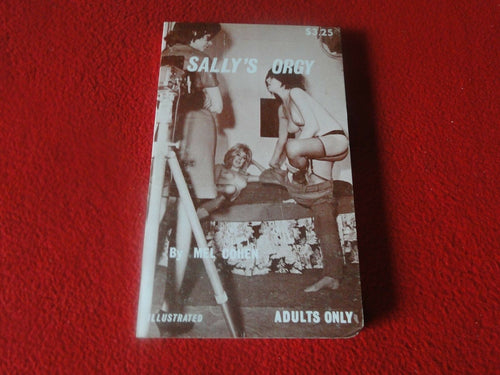 $3.25
SALLY'S ORGY
By MEL COHEN
ILLUSTRATED
ADULTS ONLY